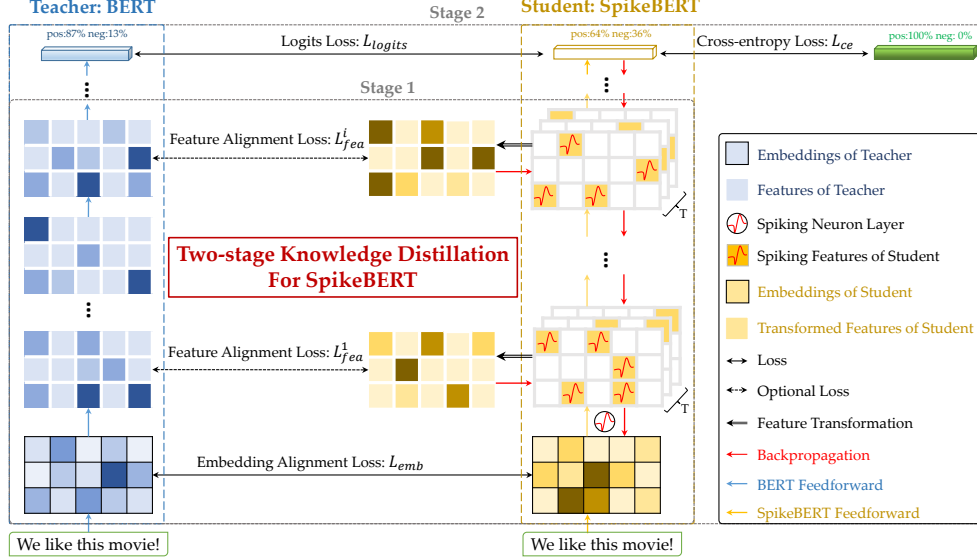 Teacher: BERT
Stage 2
Student: SpikeBERT
pos:87% neg:13%
Logits Loss: L_logits
pos:64% neg:36%
Cross-entropy Loss: L_ce
pos:100% neg: 0%
Stage 1
Feature Alignment Loss: L^i_fea
T
Two-stage Knowledge Distillation
For SpikeBERT
Feature Alignment Loss: L^1_fea
T
Embedding Alignment Loss: L_emb
We like this movie!
We like this movie!
Embeddings of Teacher
Features of Teacher
Spiking Neuron Layer
Spiking Features of Student
Embeddings of Student
Transformed Features of Student
Loss
Optional Loss
Feature Transformation
Backpropagation
BERT Feedforward
SpikeBERT Feedforward